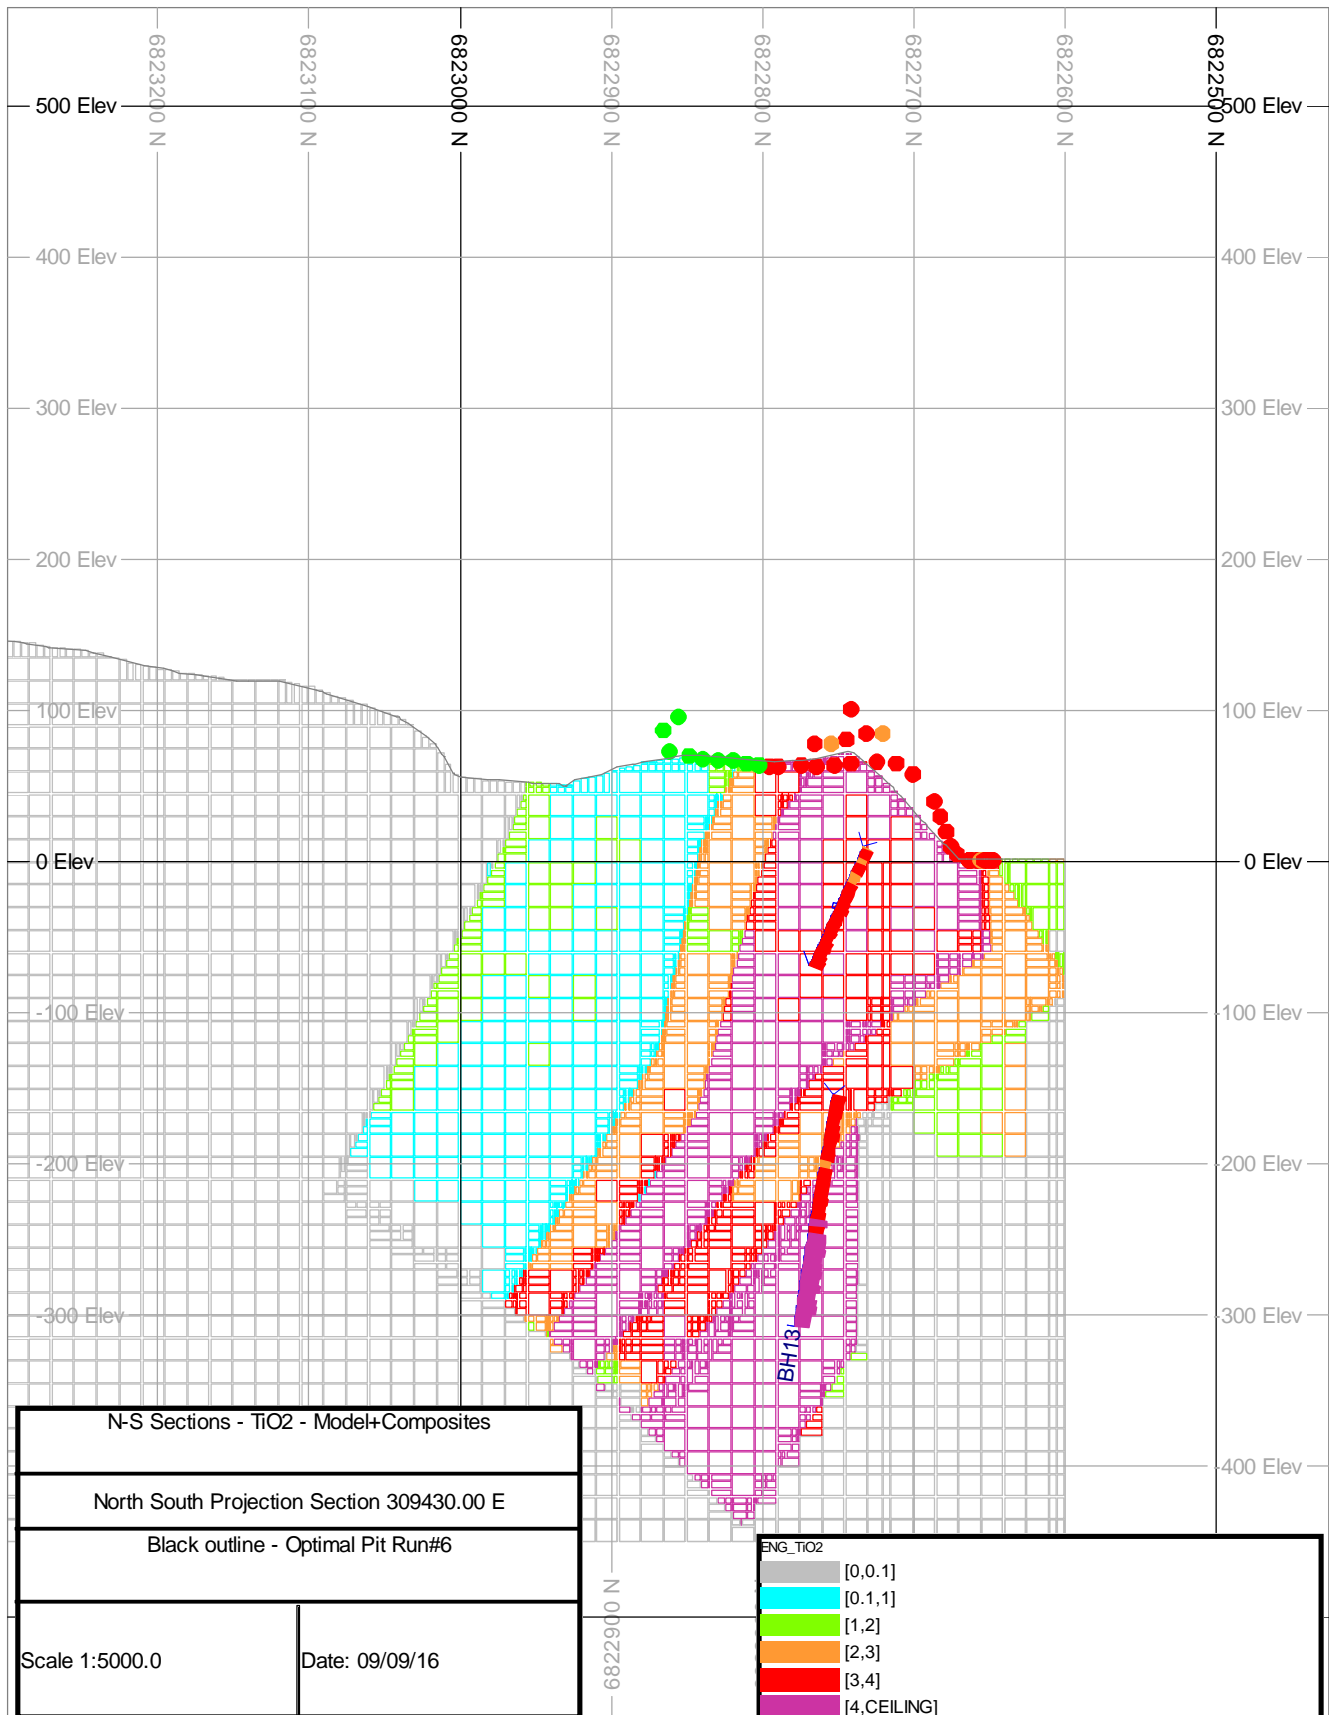 6823200 N
6823100 N
6823000 N
6822900 N
6822800 N
6822700 N
6822600 N
6822500 N
500 Elev
500 Elev
400 Elev
400 Elev
300 Elev
300 Elev
200 Elev
200 Elev
100 Elev
100 Elev
0 Elev
0 Elev
-100 Elev
-100 Elev
-200 Elev
-200 Elev
-300 Elev
-300 Elev
-400 Elev
BH13
N-S Sections - TiO2 - Model+Composites
North South Projection Section 309430.00 E
Black outline - Optimal Pit Run#6
Scale 1:5000.0
Date: 09/09/16
6822900 N
ENG_TiO2
[0,0.1]
[0.1,1]
[1,2]
[2,3]
[3,4]
[4,CEILING]